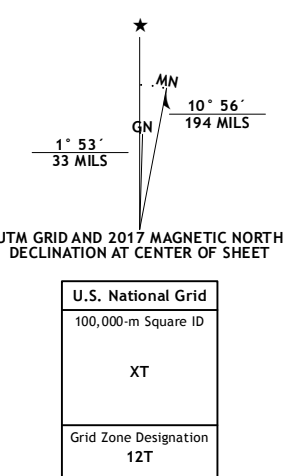 ★
MN
GN
10° 56´
194 MILS
1° 53´
33 MILS
UTM GRID AND 2017 MAGNETIC NORTH
DECLINATION AT CENTER OF SHEET
U.S. National Grid
100,000-m Square ID
XT
Grid Zone Designation
12T